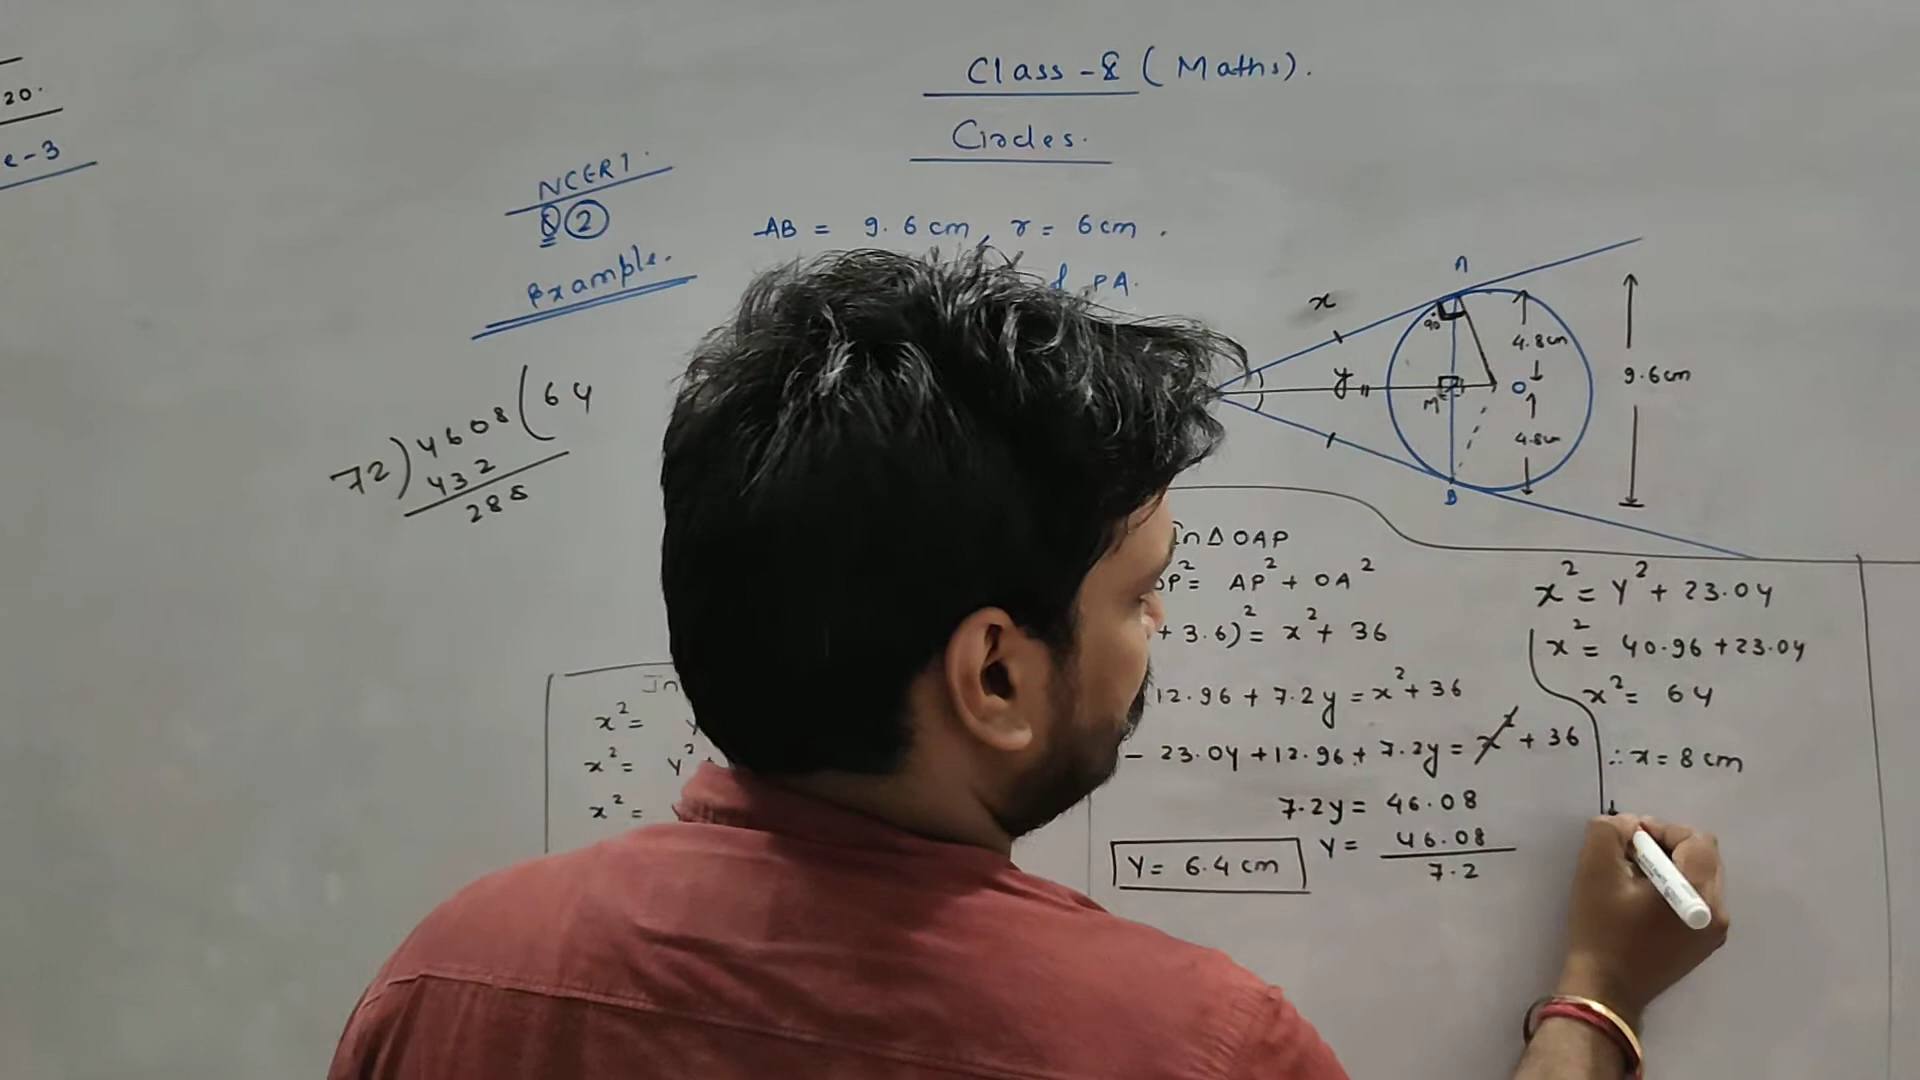 20.
e-3
Class-8 (Maths).
Circles.
NCERT.
Q 2
Example.
AB = 9.6 cm, r = 6 cm.
PA.
72) 4608 ( 64
432
288
A
x
90°
4.8cm
y
M
O
9.6cm
4.8cm
B
In Δ OAP
OP² = AP² + OA²
+ 3.6)² = x² + 36
12.96 + 7.2y = x² + 36
- 23.04 + 12.96 + 7.2y = x² + 36
7.2y = 46.08
y = 46.08
7.2
Y = 6.4 cm
x² = y² + 23.04
x² = 40.96 + 23.04
x² = 64
∴ x = 8 cm
In
x² =
x² = y²
x² =